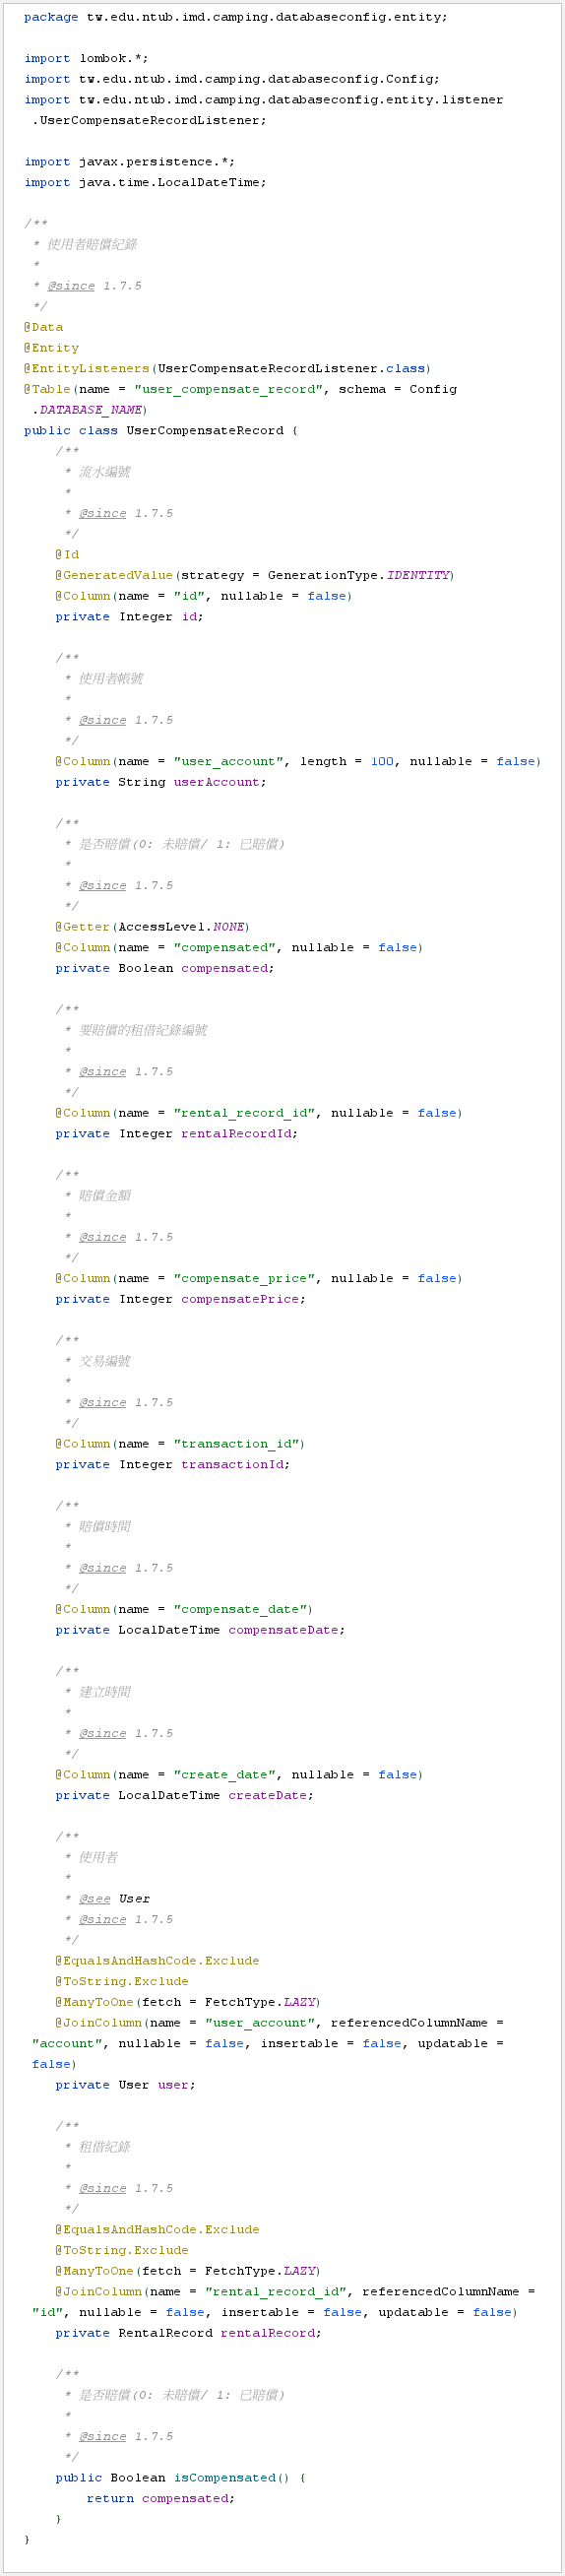 package tw.edu.ntub.imd.camping.databaseconfig.entity;
import lombok.*;
import tw.edu.ntub.imd.camping.databaseconfig.Config;
import tw.edu.ntub.imd.camping.databaseconfig.entity.listener
.UserCompensateRecordListener;
import javax.persistence.*;
import java.time.LocalDateTime;
/**
* 使用者賠償紀錄
*
* @since 1.7.5
*/
@Data
@Entity
@EntityListeners(UserCompensateRecordListener.class)
@Table(name = "user_compensate_record", schema = Config
.DATABASE_NAME)
public class UserCompensateRecord {
/**
* 流水編號
*
* @since 1.7.5
*/
@Id
@GeneratedValue(strategy = GenerationType.IDENTITY)
@Column(name = "id", nullable = false)
private Integer id;
/**
* 使用者帳號
*
* @since 1.7.5
*/
@Column(name = "user_account", length = 100, nullable = false)
private String userAccount;
/**
* 是否賠償(0: 未賠償/ 1: 已賠償)
*
* @since 1.7.5
*/
@Getter(AccessLevel.NONE)
@Column(name = "compensated", nullable = false)
private Boolean compensated;
/**
* 要賠償的租借紀錄編號
*
* @since 1.7.5
*/
@Column(name = "rental_record_id", nullable = false)
private Integer rentalRecordId;
/**
* 賠償金額
*
* @since 1.7.5
*/
@Column(name = "compensate_price", nullable = false)
private Integer compensatePrice;
/**
* 交易編號
*
* @since 1.7.5
*/
@Column(name = "transaction_id")
private Integer transactionId;
/**
* 賠償時間
*
* @since 1.7.5
*/
@Column(name = "compensate_date")
private LocalDateTime compensateDate;
/**
* 建立時間
*
* @since 1.7.5
*/
@Column(name = "create_date", nullable = false)
private LocalDateTime createDate;
/**
* 使用者
*
* @see User
* @since 1.7.5
*/
@EqualsAndHashCode.Exclude
@ToString.Exclude
@ManyToOne(fetch = FetchType.LAZY)
@JoinColumn(name = "user_account", referencedColumnName =
"account", nullable = false, insertable = false, updatable =
false)
private User user;
/**
* 租借紀錄
*
* @since 1.7.5
*/
@EqualsAndHashCode.Exclude
@ToString.Exclude
@ManyToOne(fetch = FetchType.LAZY)
@JoinColumn(name = "rental_record_id", referencedColumnName =
"id", nullable = false, insertable = false, updatable = false)
private RentalRecord rentalRecord;
/**
* 是否賠償(0: 未賠償/ 1: 已賠償)
*
* @since 1.7.5
*/
public Boolean isCompensated() {
return compensated;
}
}